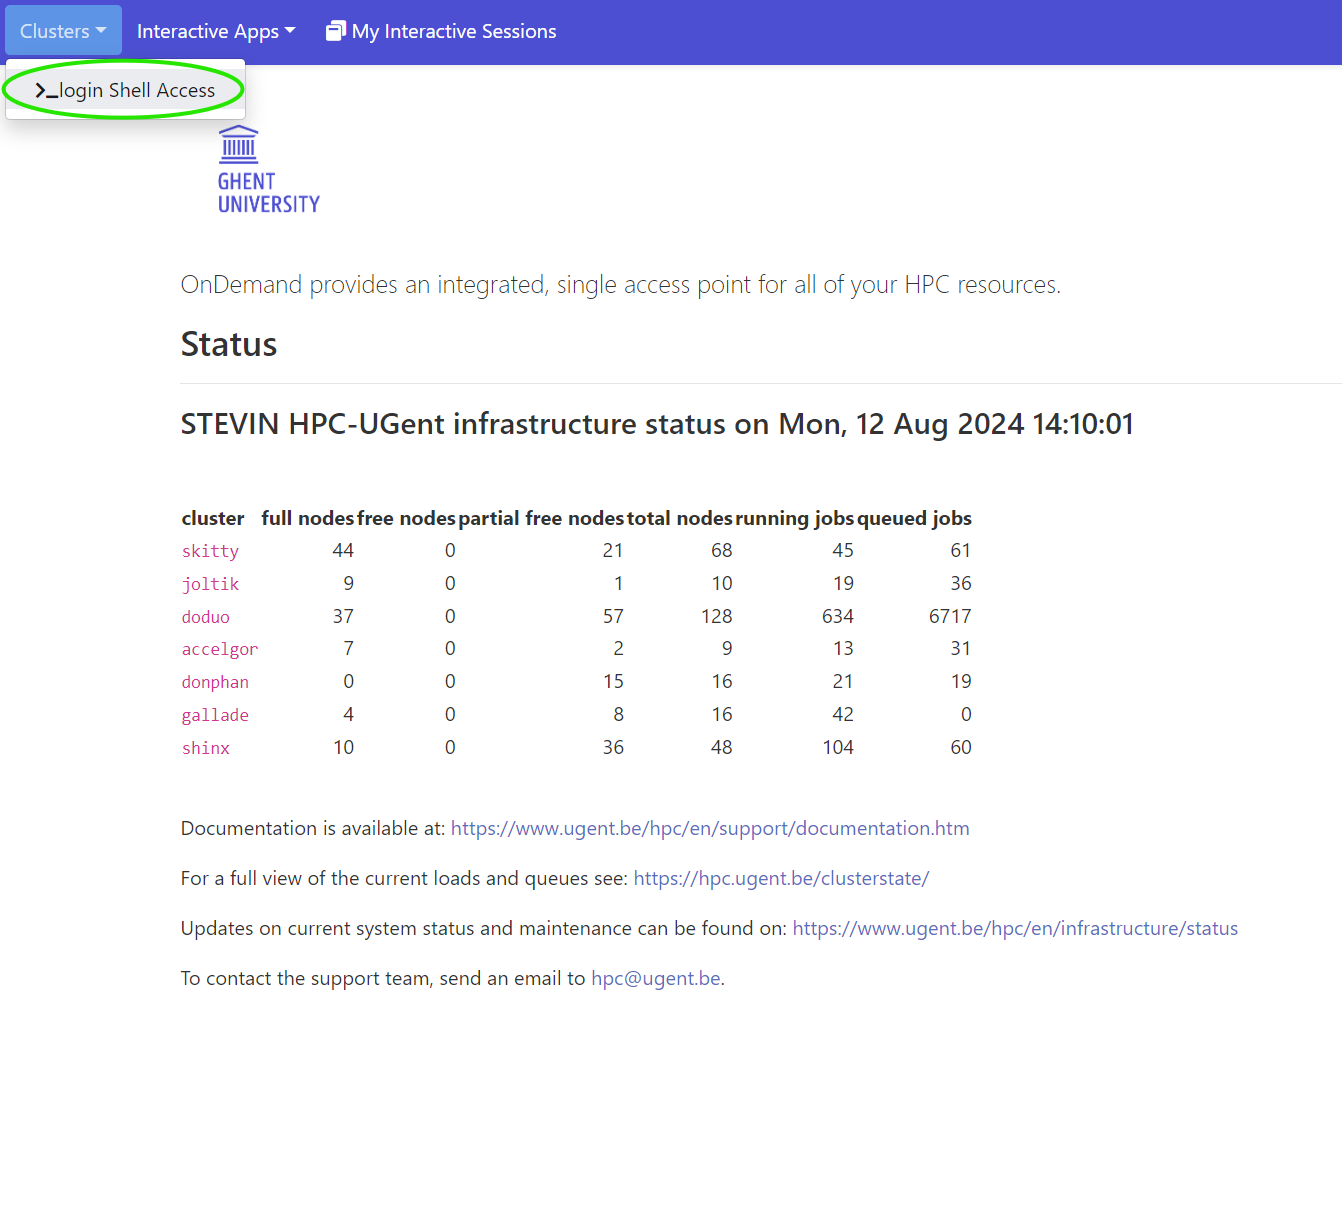 Clusters Interactive Apps My Interactive Sessions
>_login Shell Access
GHENT
UNIVERSITY
OnDemand provides an integrated, single access point for all of your HPC resources.
Status
STEVIN HPC-UGent infrastructure status on Mon, 12 Aug 2024 14:10:01
cluster full nodes free nodes partial free nodes total nodes running jobs queued jobs
skitty 44 0 21 68 45 61
joltik 9 0 1 10 19 36
doduo 37 0 57 128 634 6717
accelgor 7 0 2 9 13 31
donphan 0 0 15 16 21 19
gallade 4 0 8 16 42 0
shinx 10 0 36 48 104 60
Documentation is available at: https://www.ugent.be/hpc/en/support/documentation.htm
For a full view of the current loads and queues see: https://hpc.ugent.be/clusterstate/
Updates on current system status and maintenance can be found on: https://www.ugent.be/hpc/en/infrastructure/status
To contact the support team, send an email to hpc@ugent.be.